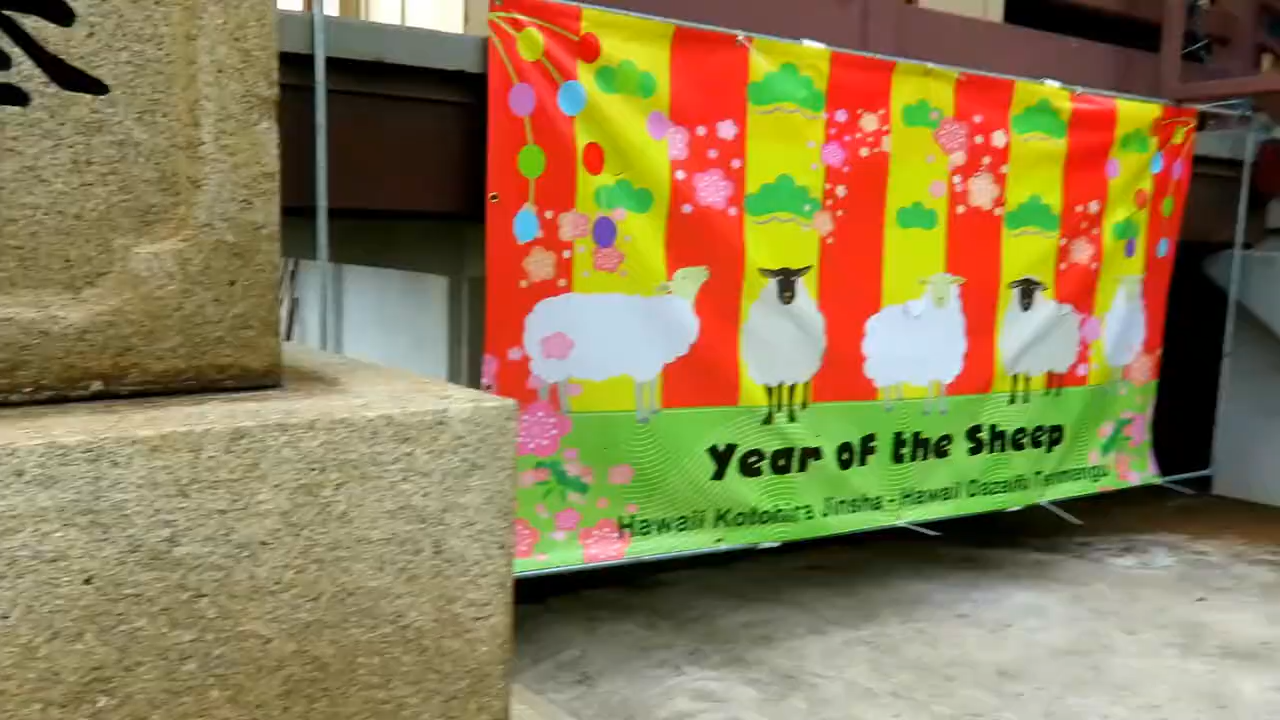 Year of the Sheep
Hawaii Kotohira Jinsha - Hawaii Dazaifu Tenmangu